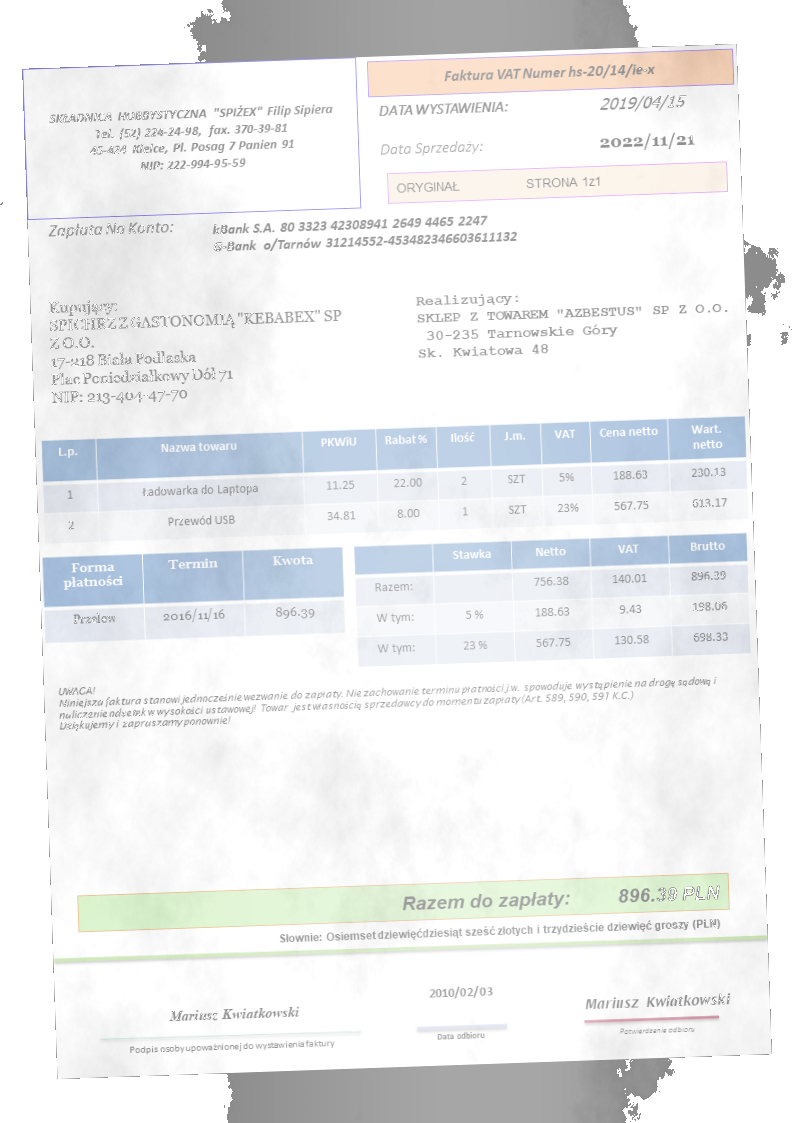 SKŁADNICA HOBBYSTYCZNA "SPIŻEX" Filip Sipiera
Tel. (52) 224-24-98, fax. 370-39-81
45-424 Kielce, Pl. Posag 7 Panien 91
NIP: 222-994-95-59
Faktura VAT Numer hs-20/14/ie-x
DATA WYSTAWIENIA: 2019/04/15
Data Sprzedaży: 2022/11/21
ORYGINAŁ STRONA 1z1
Zapłata Na Konto: kBank S.A. 80 3323 42308941 2649 4465 2247
G-Bank o/Tarnów 31214552-453482346603611132
Kupujący:
SPICHRZ Z GASTONOMIĄ "KEBABEX" SP
Z O.O.
17-218 Biała Podlaska
Plac Poniedziałkowy Dół 71
NIP: 213-404-47-70
Realizujący:
SKLEP Z TOWAREM "AZBESTUS" SP Z O.O.
30-235 Tarnowskie Góry
Sk. Kwiatowa 48
L.p. Nazwa towaru PKWiU Rabat % Ilość J.m. VAT Cena netto Wart. netto
1 Ładowarka do Laptopa 11.25 22.00 2 SZT 5% 188.63 230.13
2 Przewód USB 34.81 8.00 1 SZT 23% 567.75 613.17
Forma płatności Termin Kwota
Przelew 2016/11/16 896.39
Stawka Netto VAT Brutto
Razem: 756.38 140.01 896.39
W tym: 5 % 188.63 9.43 198.06
W tym: 23 % 567.75 130.58 698.33
UWAGA!
Niniejsza faktura stanowi jednocześnie wezwanie do zapłaty. Nie zachowanie terminu płatności j.w. spowoduje wystąpienie na drogę sądową i
naliczenie odsetek w wysokości ustawowej! Towar jest własnością sprzedawcy do momentu zapłaty (Art. 589, 590, 591 K.C.)
Dziękujemy i zapraszamy ponownie!
Razem do zapłaty: 896.39 PLN
Słownie: Osiemset dziewięćdziesiąt sześć złotych i trzydzieście dziewięć groszy (PLN)
Mariusz Kwiatkowski
Podpis osoby upoważnionej do wystawienia faktury
2010/02/03
Data odbioru
Mariusz Kwiatkowski
Potwierdzenie odbioru